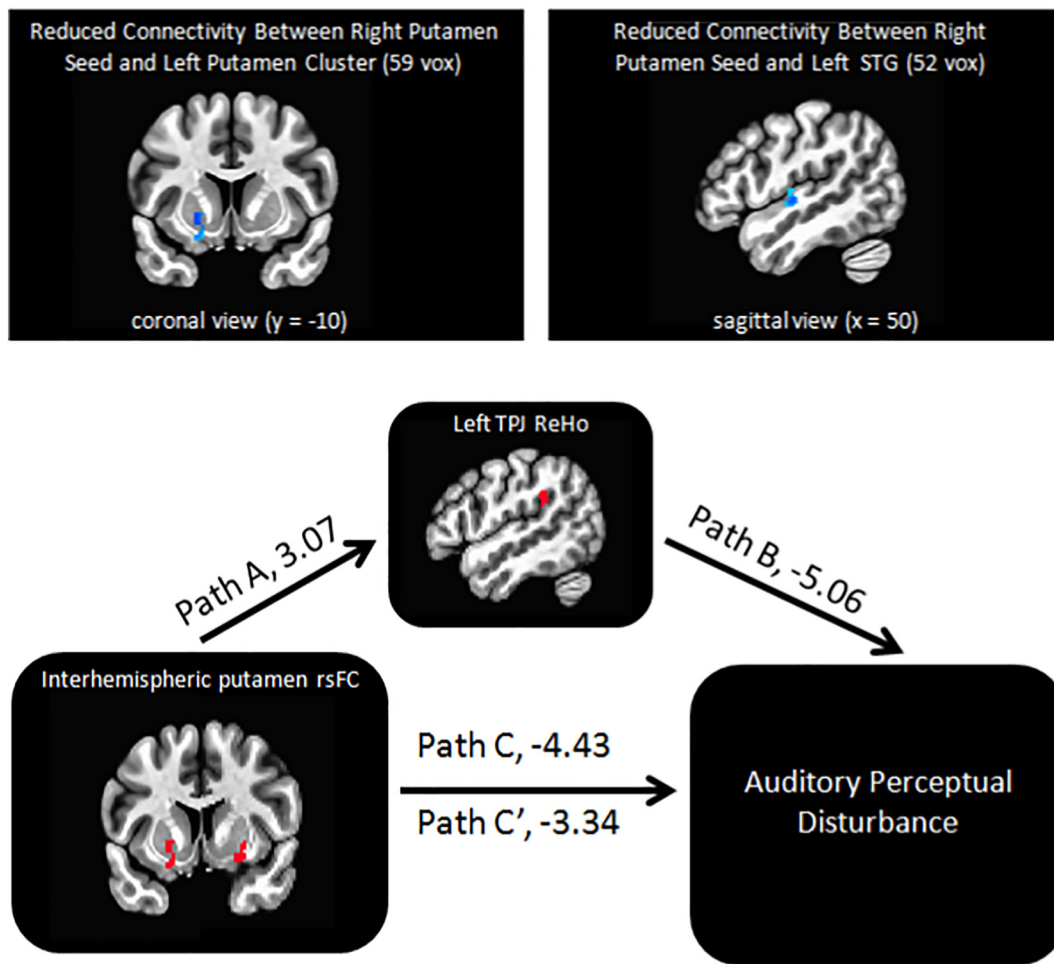 Reduced Connectivity Between Right Putamen
Seed and Left Putamen Cluster (59 vox)
coronal view (y = -10)
Reduced Connectivity Between Right
Putamen Seed and Left STG (52 vox)
sagittal view (x = 50)
Left TPJ ReHo
Path A, 3.07
Path B, -5.06
Interhemispheric putamen rsFC
Path C, -4.43
Path C’, -3.34
Auditory Perceptual
Disturbance